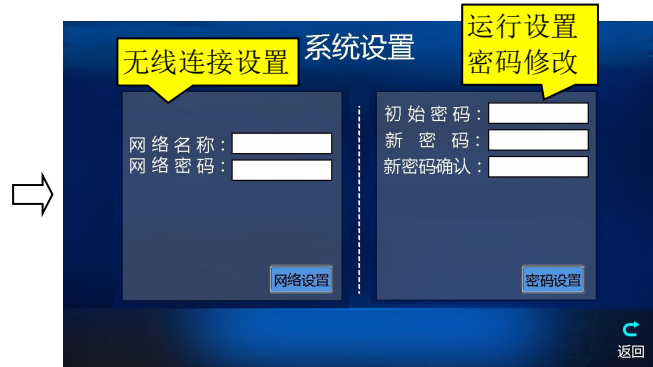 系统设置
无线连接设置
运行设置
密码修改
网络名称:
网络密码:
网络设置
初始密码:
新密码:
新密码确认:
密码设置
返回